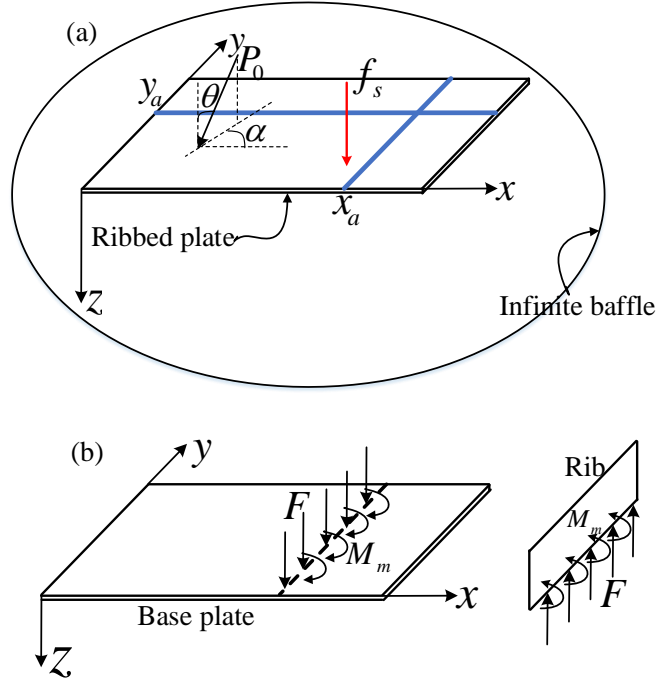 (a)
y
P₀
yₐ
θ
fₛ
α
x
xₐ
Ribbed plate
z
Infinite baffle
(b)
y
Rib
F
Mₘ
Mₘ
x
F
Base plate
z